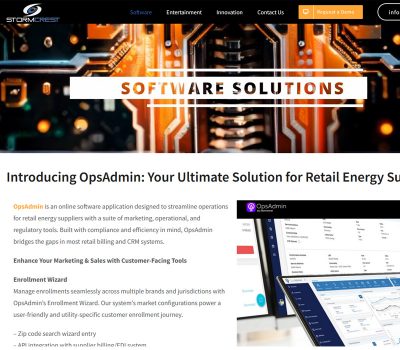 STORMCREST
Software Entertainment Innovation Contact Us Request a Demo info
SOFTWARE SOLUTIONS
Introducing OpsAdmin: Your Ultimate Solution for Retail Energy Su
OpsAdmin is an online software application designed to streamline operations
for retail energy suppliers with a suite of marketing, operational, and
regulatory tools. Built with compliance and efficiency in mind, OpsAdmin
bridges the gaps in most retail billing and CRM systems.
Enhance Your Marketing & Sales with Customer-Facing Tools
Enrollment Wizard
Manage enrollments seamlessly across multiple brands and jurisdictions with
OpsAdmin's Enrollment Wizard. Our system's market configurations power a
user-friendly and utility-specific customer enrollment journey.
– Zip code search wizard entry
– API integration with supplier billing/EDI system
OpsAdmin